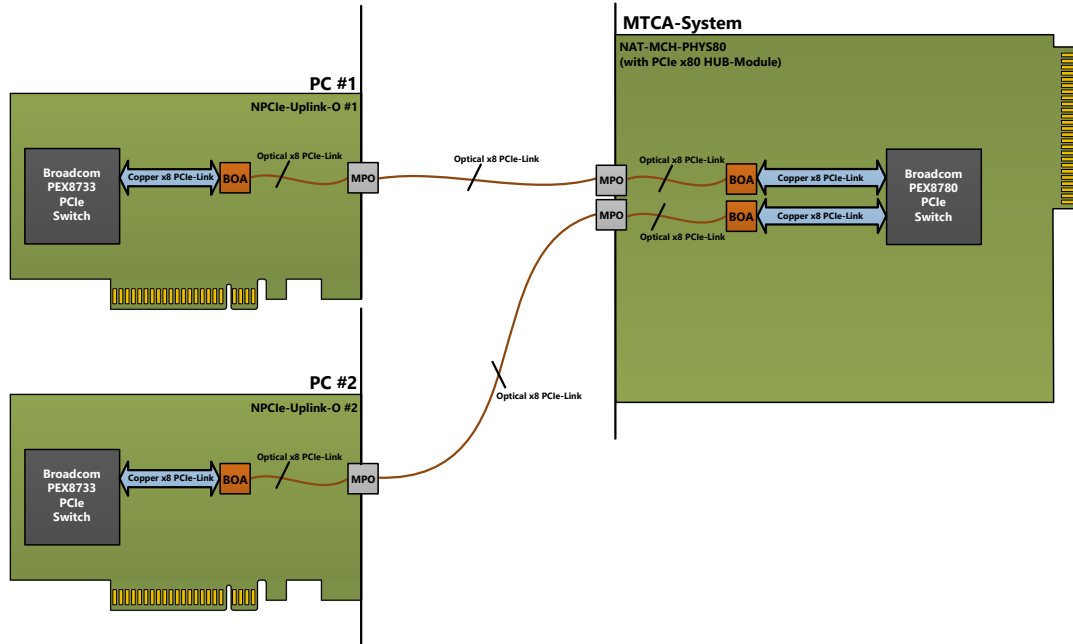 PC #1
NPCIe-Uplink-O #1
Broadcom
PEX8733
PCIe
Switch
Copper x8 PCIe-Link
BOA
Optical x8 PCIe-Link
MPO
Optical x8 PCIe-Link
MTCA-System
NAT-MCH-PHYS80
(with PCIe x80 HUB-Module)
MPO
Optical x8 PCIe-Link
BOA
Copper x8 PCIe-Link
MPO
Optical x8 PCIe-Link
BOA
Copper x8 PCIe-Link
Broadcom
PEX8780
PCIe
Switch
Optical x8 PCIe-Link
PC #2
NPCIe-Uplink-O #2
Broadcom
PEX8733
PCIe
Switch
Copper x8 PCIe-Link
BOA
Optical x8 PCIe-Link
MPO